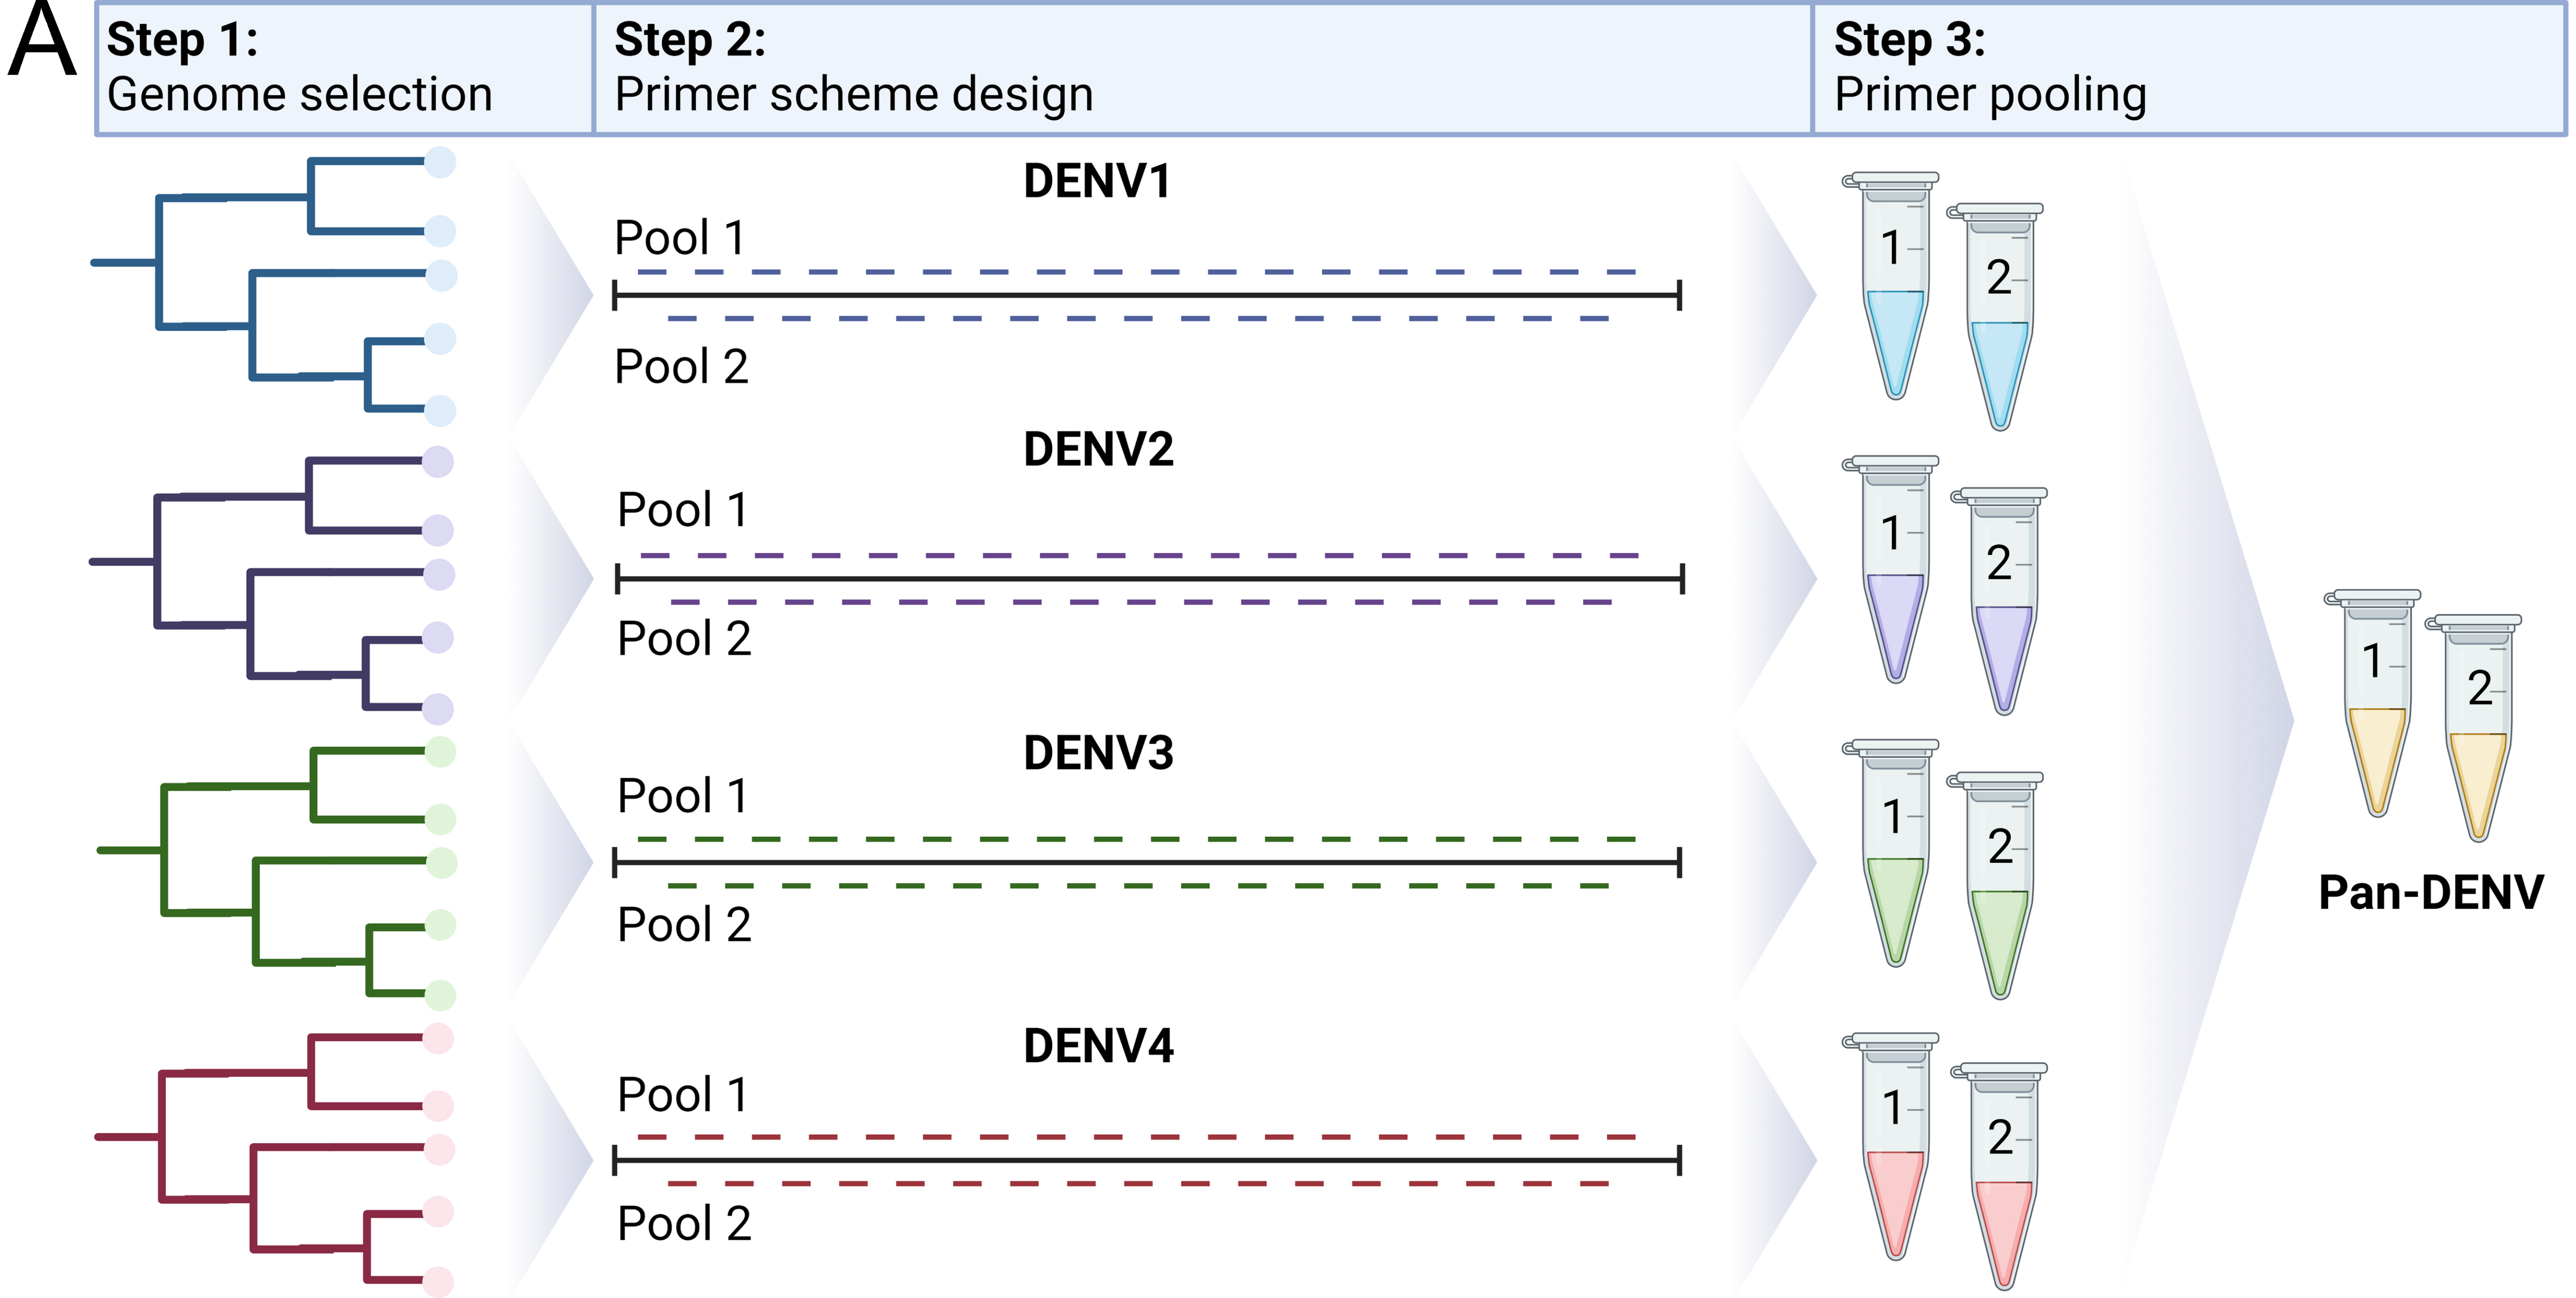 A
Step 1:
Genome selection
Step 2:
Primer scheme design
Step 3:
Primer pooling
DENV1
Pool 1
Pool 2
1
2
DENV2
Pool 1
Pool 2
1
2
DENV3
Pool 1
Pool 2
1
2
DENV4
Pool 1
Pool 2
1
2
1
2
Pan-DENV